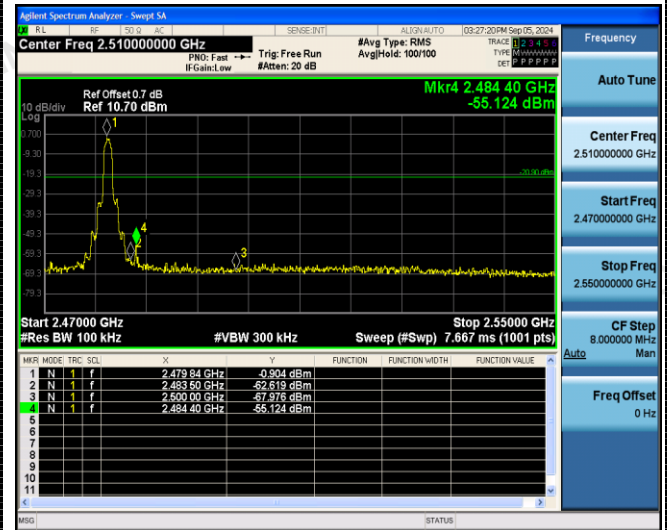 Agilent Spectrum Analyzer - Swept SA
RL RF 50 Ω AC SENSE:INT ALIGN AUTO 03:27:20PM Sep 05, 2024
Center Freq 2.510000000 GHz
PNO: Fast
IFGain:Low
Trig: Free Run
#Atten: 20 dB
#Avg Type: RMS
Avg|Hold: 100/100
TRACE 1 2 3 4 5 6
TYPE M
DET P P P P P P
Ref Offset 0.7 dB
10 dB/div Ref 10.70 dBm
Log
Mkr4 2.484 40 GHz
-55.124 dBm
0.700
-9.30
-19.3
-29.3
-39.3
-49.3
-59.3
-69.3
-79.3
-20.90 dBm
1
4
2
3
Start 2.47000 GHz Stop 2.55000 GHz
#Res BW 100 kHz #VBW 300 kHz Sweep (#Swp) 7.667 ms (1001 pts)
MKR MODE TRC SCL X Y FUNCTION FUNCTION WIDTH FUNCTION VALUE
1 N 1 f 2.479 84 GHz -0.904 dBm
2 N 1 f 2.483 50 GHz -62.619 dBm
3 N 1 f 2.500 00 GHz -67.976 dBm
4 N 1 f 2.484 40 GHz -55.124 dBm
5
6
7
8
9
10
11
MSG STATUS
Frequency
Auto Tune
Center Freq
2.510000000 GHz
Start Freq
2.470000000 GHz
Stop Freq
2.550000000 GHz
CF Step
8.000000 MHz
Auto Man
Freq Offset
0 Hz